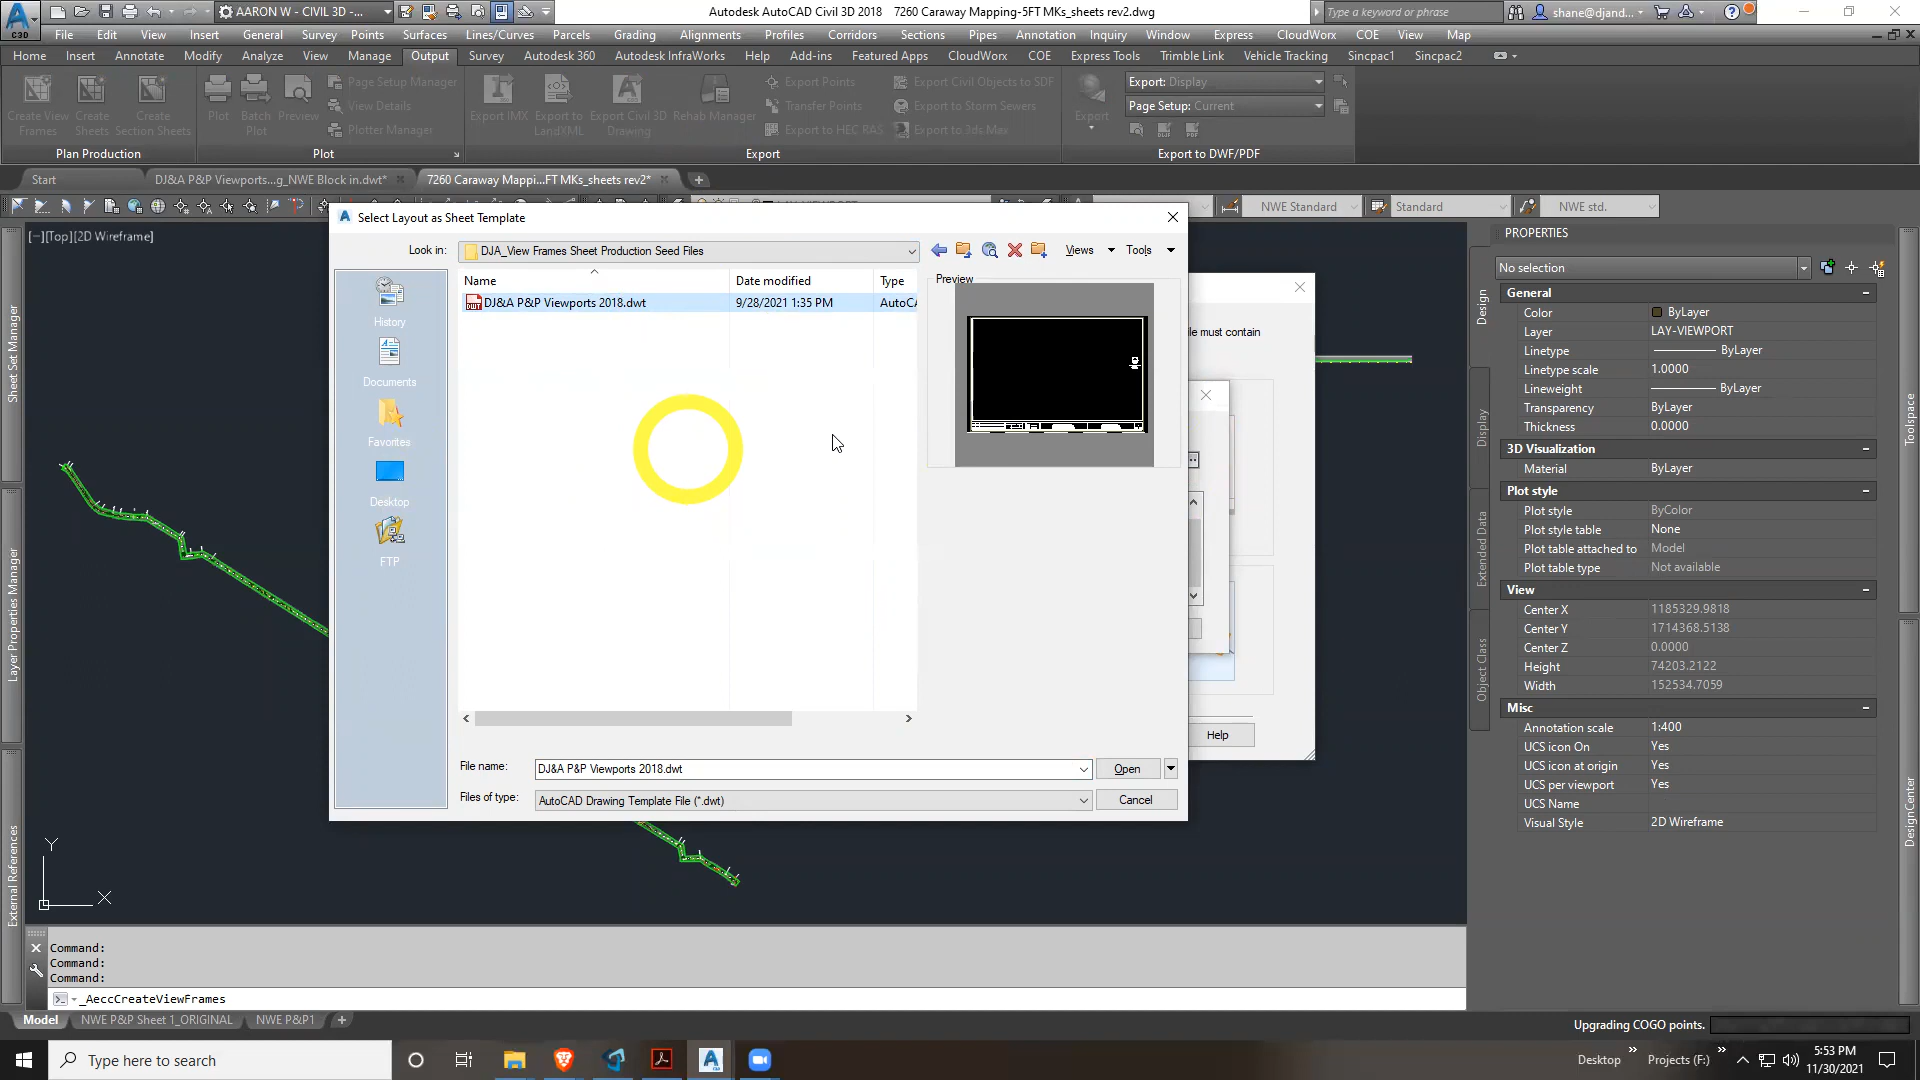 AARON W - CIVIL 3D -...
Autodesk AutoCAD Civil 3D 2018 7260 Caraway Mapping-5FT MKs_sheets rev2.dwg
Type a keyword or phrase
shane@djand...
C3D
File Edit View Insert General Survey Points Surfaces Lines/Curves Parcels Grading Alignments Profiles Corridors Sections Pipes Annotation Inquiry Window Express CloudWorx COE View Map
Home Insert Annotate Modify Analyze View Manage Output Survey Autodesk 360 Autodesk InfraWorks Help Add-ins Featured Apps CloudWorx COE Express Tools Trimble Link Vehicle Tracking Sincpac1 Sincpac2
Create View Frames
Create Sheets
Create Section Sheets
Plan Production
Plot
Batch Plot
Preview
Page Setup Manager
View Details
Plotter Manager
Plot
Export IMX
Export to LandXML
Export Civil 3D Drawing
Rehab Manager
Export Points
Transfer Points
Export to HEC RAS
Export Civil Objects to SDF
Export to Storm Sewers
Export to 3ds Max
Export
Export
Export: Display
Page Setup: Current
Export to DWF/PDF
Start
DJ&A P&P Viewports...g_NWE Block in.dwt*
7260 Caraway Mappi...FT MKs_sheets rev2*
NWE Standard
Standard
NWE std.
[−][Top][2D Wireframe]
Select Layout as Sheet Template
Look in: DJA_View Frames Sheet Production Seed Files
Views
Tools
History
Documents
Favorites
Desktop
FTP
Name Date modified Type
DJ&A P&P Viewports 2018.dwt 9/28/2021 1:35 PM AutoCA
Preview
File name: DJ&A P&P Viewports 2018.dwt
Open
Files of type: AutoCAD Drawing Template File (*.dwt)
Cancel
le must contain
Help
Sheet Set Manager
Layer Properties Manager
External References
Y
X
PROPERTIES
No selection
General
Color ByLayer
Layer LAY-VIEWPORT
Linetype ByLayer
Linetype scale 1.0000
Lineweight ByLayer
Transparency ByLayer
Thickness 0.0000
3D Visualization
Material ByLayer
Plot style
Plot style ByColor
Plot style table None
Plot table attached to Model
Plot table type Not available
View
Center X 1185329.9818
Center Y 1714368.5138
Center Z 0.0000
Height 74203.2122
Width 152534.7059
Misc
Annotation scale 1:400
UCS icon On Yes
UCS icon at origin Yes
UCS per viewport Yes
UCS Name
Visual Style 2D Wireframe
Design
Display
Extended Data
Object Class
Toolspace
DesignCenter
Command:
Command:
Command:
_AeccCreateViewFrames
Model NWE P&P Sheet 1_ORIGINAL NWE P&P1
Upgrading COGO points.
Type here to search
Desktop
Projects (F:)
5:53 PM
11/30/2021